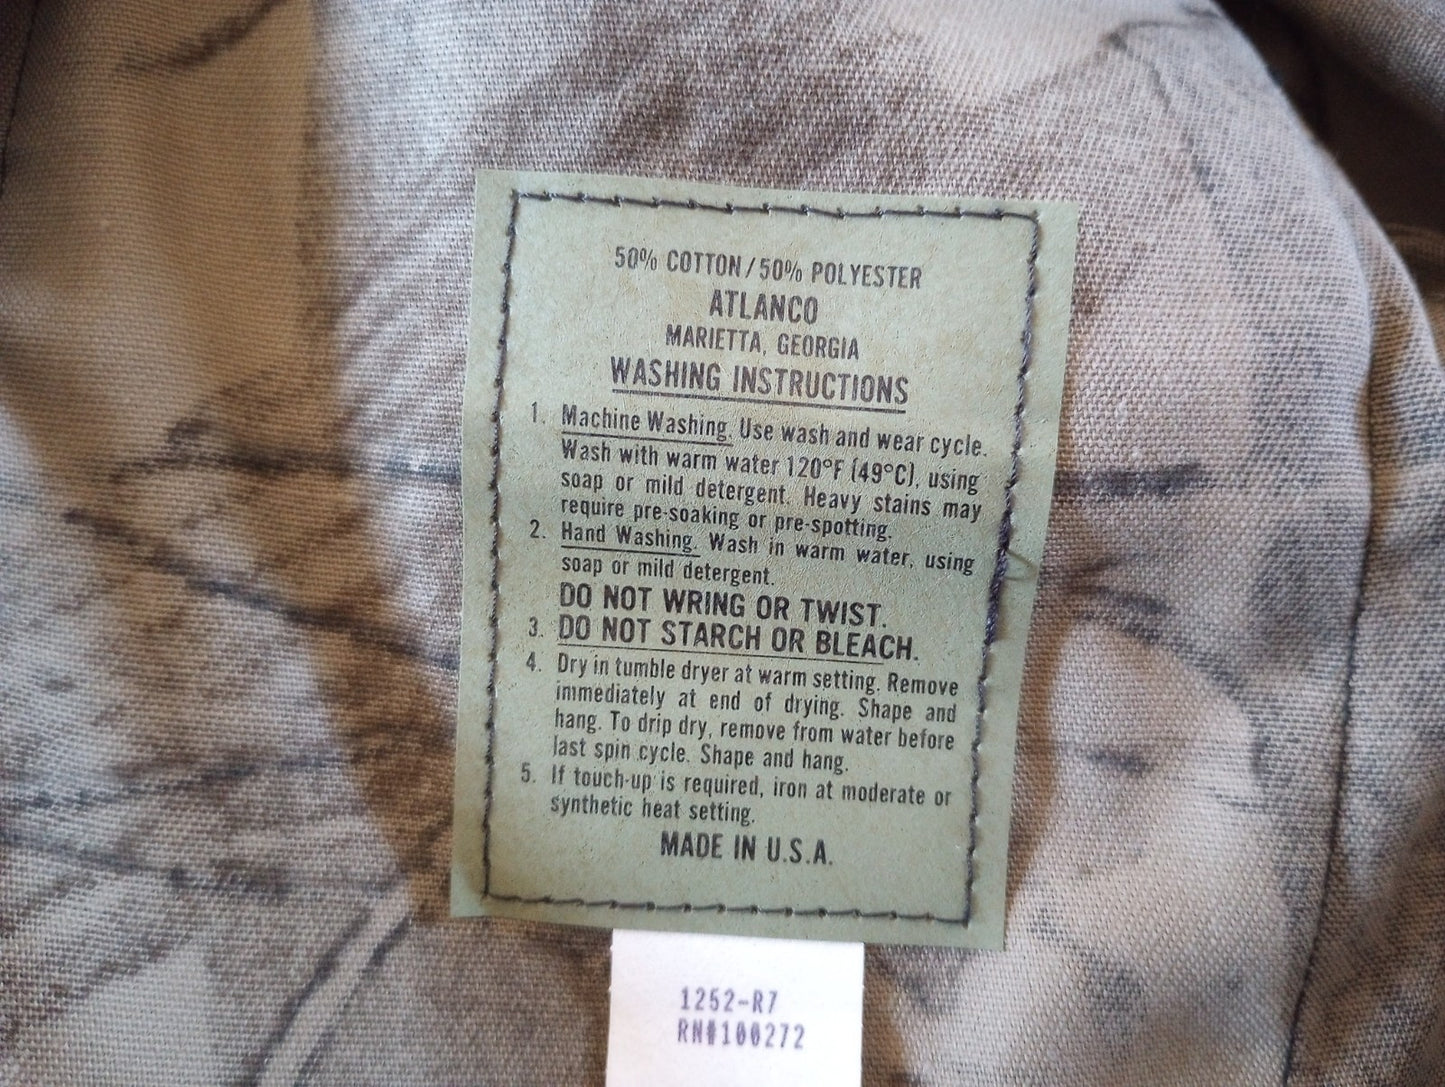 50% COTTON/50% POLYESTER
ATLANCO
MARIETTA, GEORGIA
WASHING INSTRUCTIONS
1. Machine Washing. Use wash and wear cycle.
Wash with warm water 120°F (49°C), using
soap or mild detergent. Heavy stains may
require pre-soaking or pre-spotting.
2. Hand Washing. Wash in warm water, using
soap or mild detergent.
DO NOT WRING OR TWIST.
3. DO NOT STARCH OR BLEACH.
4. Dry in tumble dryer at warm setting. Remove
immediately at end of drying. Shape and
hang. To drip dry, remove from water before
last spin cycle. Shape and hang.
5. If touch-up is required, iron at moderate or
synthetic heat setting.
MADE IN U.S.A.
1252-R7
RN#100272